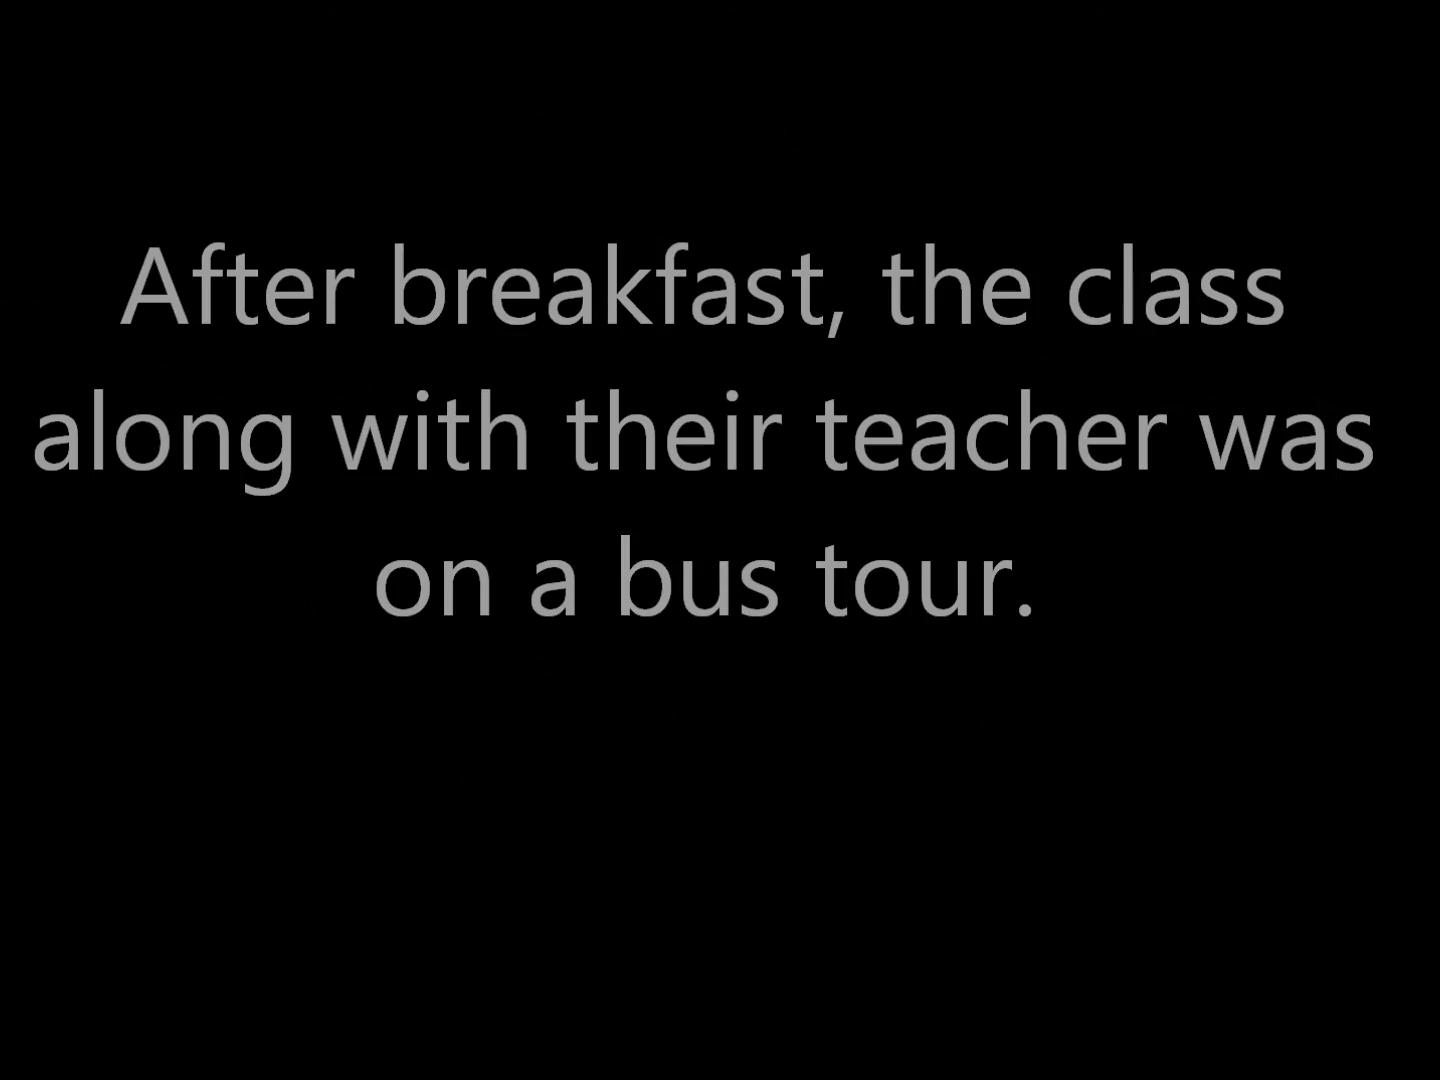 After breakfast, the class
along with their teacher was
on a bus tour.